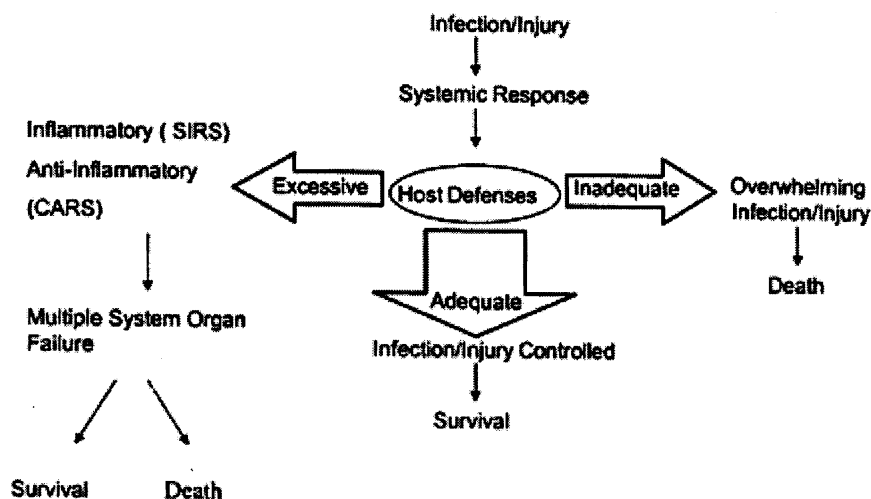 Infection/Injury
Systemic Response
Inflammatory ( SIRS)
Anti-Inflammatory
(CARS)
Excessive
Host Defenses
Inadequate
Overwhelming
Infection/Injury
Death
Adequate
Multiple System Organ
Failure
Infection/Injury Controlled
Survival
Survival
Death